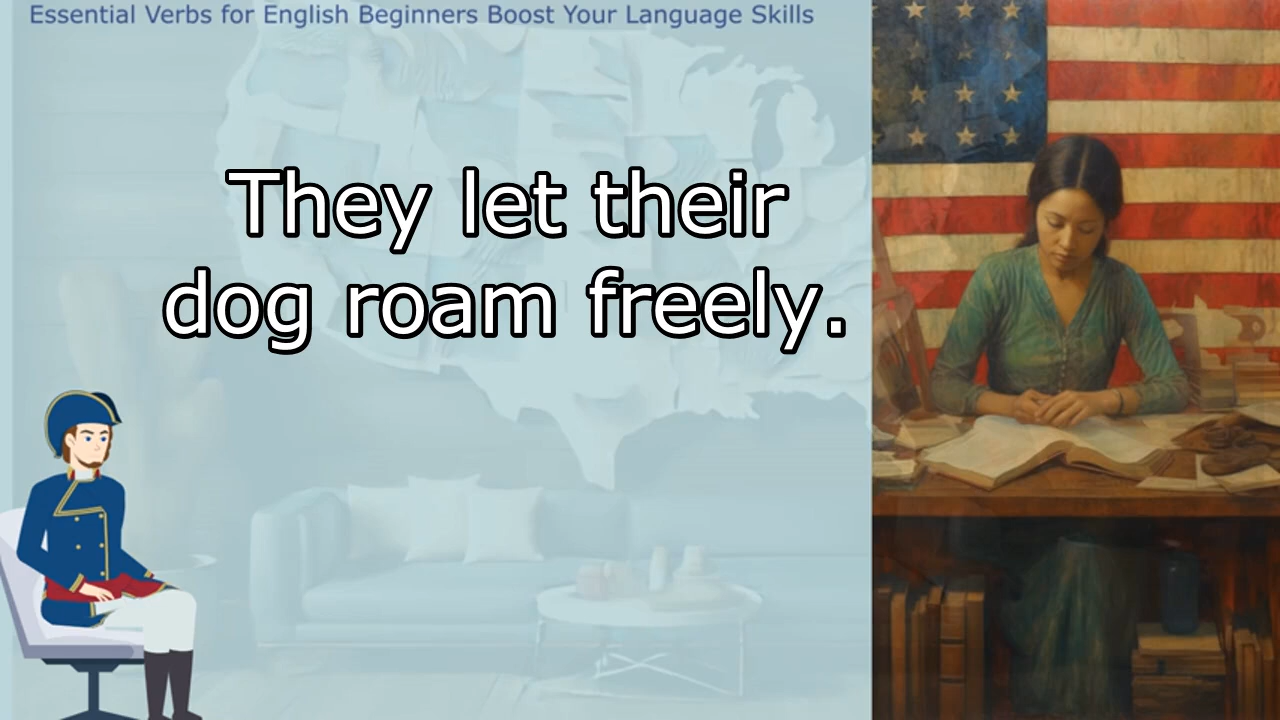 Essential Verbs for English Beginners Boost Your Language Skills
They let their
dog roam freely.